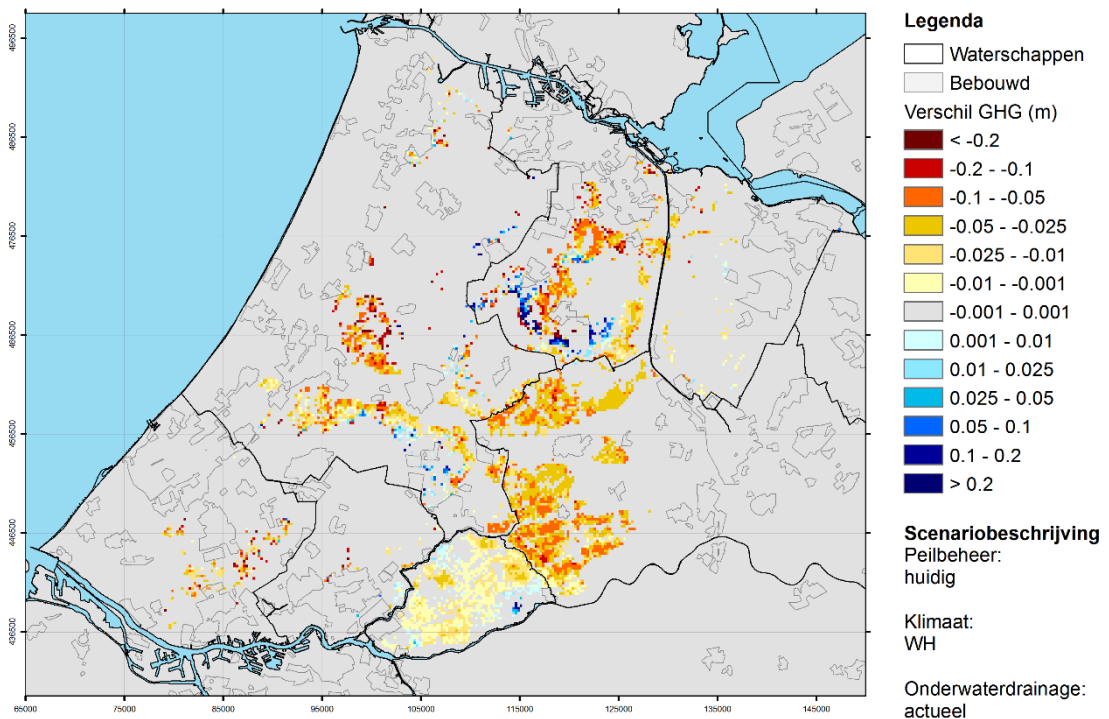 Legenda
Waterschappen
Bebouwd
Verschil GHG (m)
< -0.2
-0.2 - -0.1
-0.1 - -0.05
-0.05 - -0.025
-0.025 - -0.01
-0.01 - -0.001
-0.001 - 0.001
0.001 - 0.01
0.01 - 0.025
0.025 - 0.05
0.05 - 0.1
0.1 - 0.2
> 0.2
Scenariobeschrijving
Peilbeheer:
huidig
Klimaat:
WH
Onderwaterdrainage:
actueel
496500
486500
476500
466500
456500
446500
436500
65000 75000 85000 95000 105000 115000 125000 135000 145000